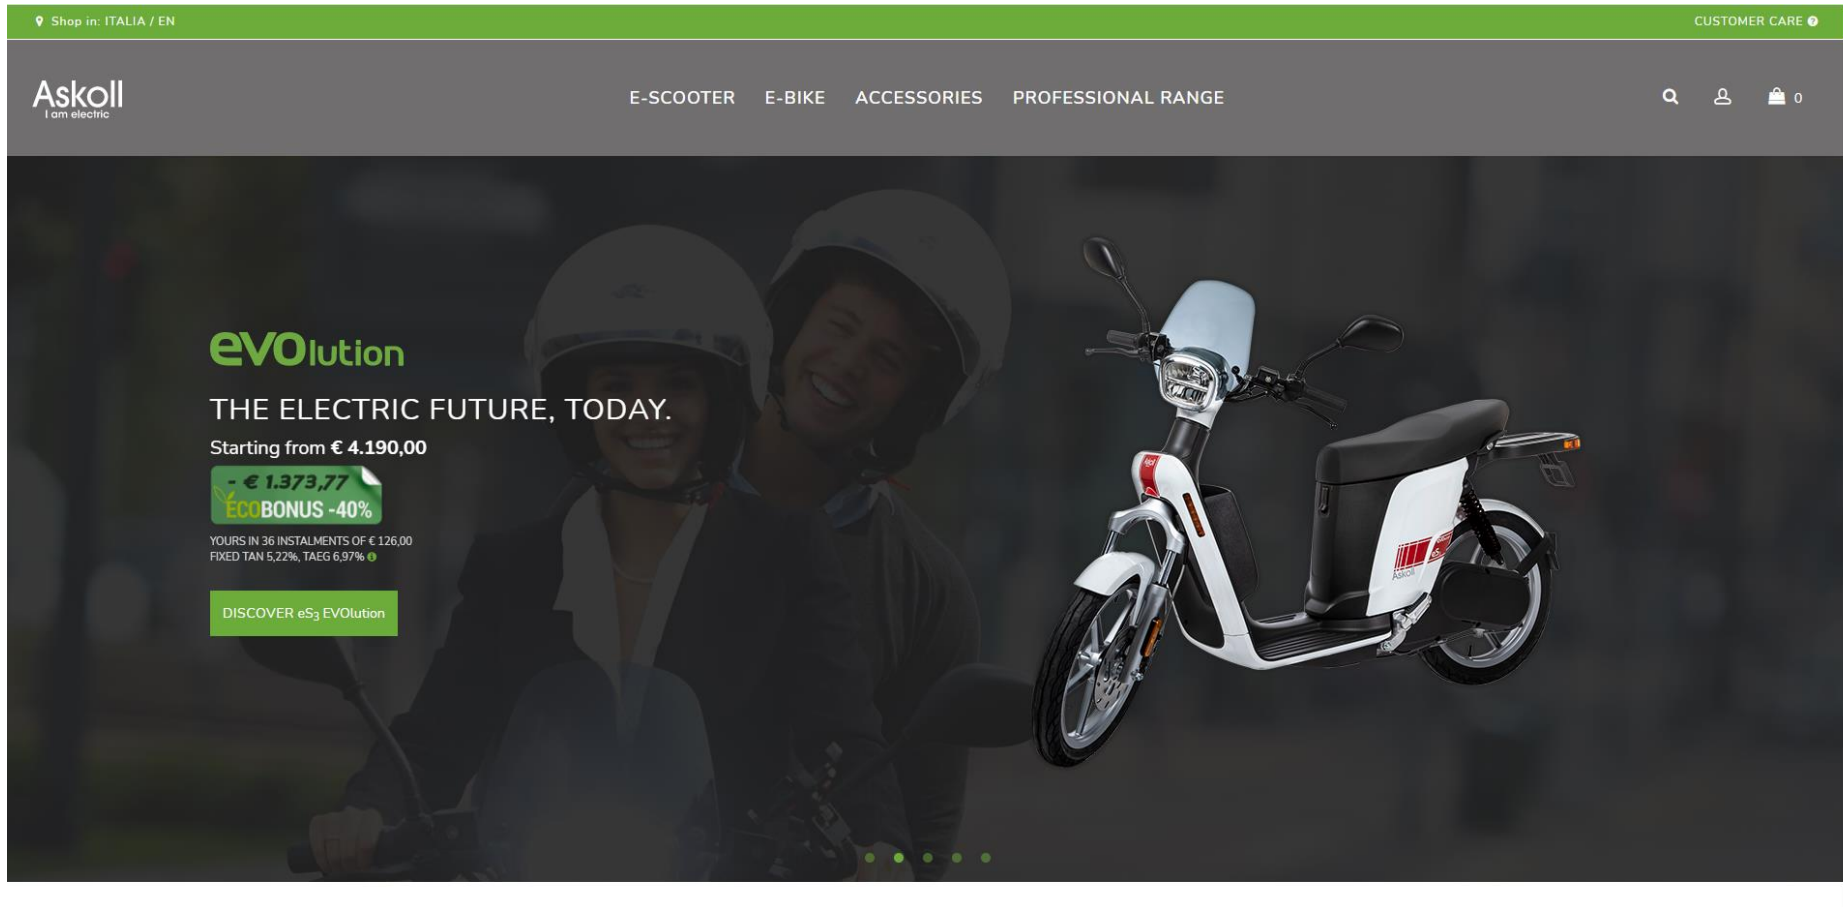 Shop in: ITALIA / EN
CUSTOMER CARE
Askoll
I am electric
E-SCOOTER
E-BIKE
ACCESSORIES
PROFESSIONAL RANGE
0
evolution
THE ELECTRIC FUTURE, TODAY.
Starting from € 4.190,00
- € 1.373,77
ECOBONUS -40%
YOURS IN 36 INSTALMENTS OF € 126,00
FIXED TAN 5,22%, TAEG 6,97%
DISCOVER eS3 EVOlution
Askoll